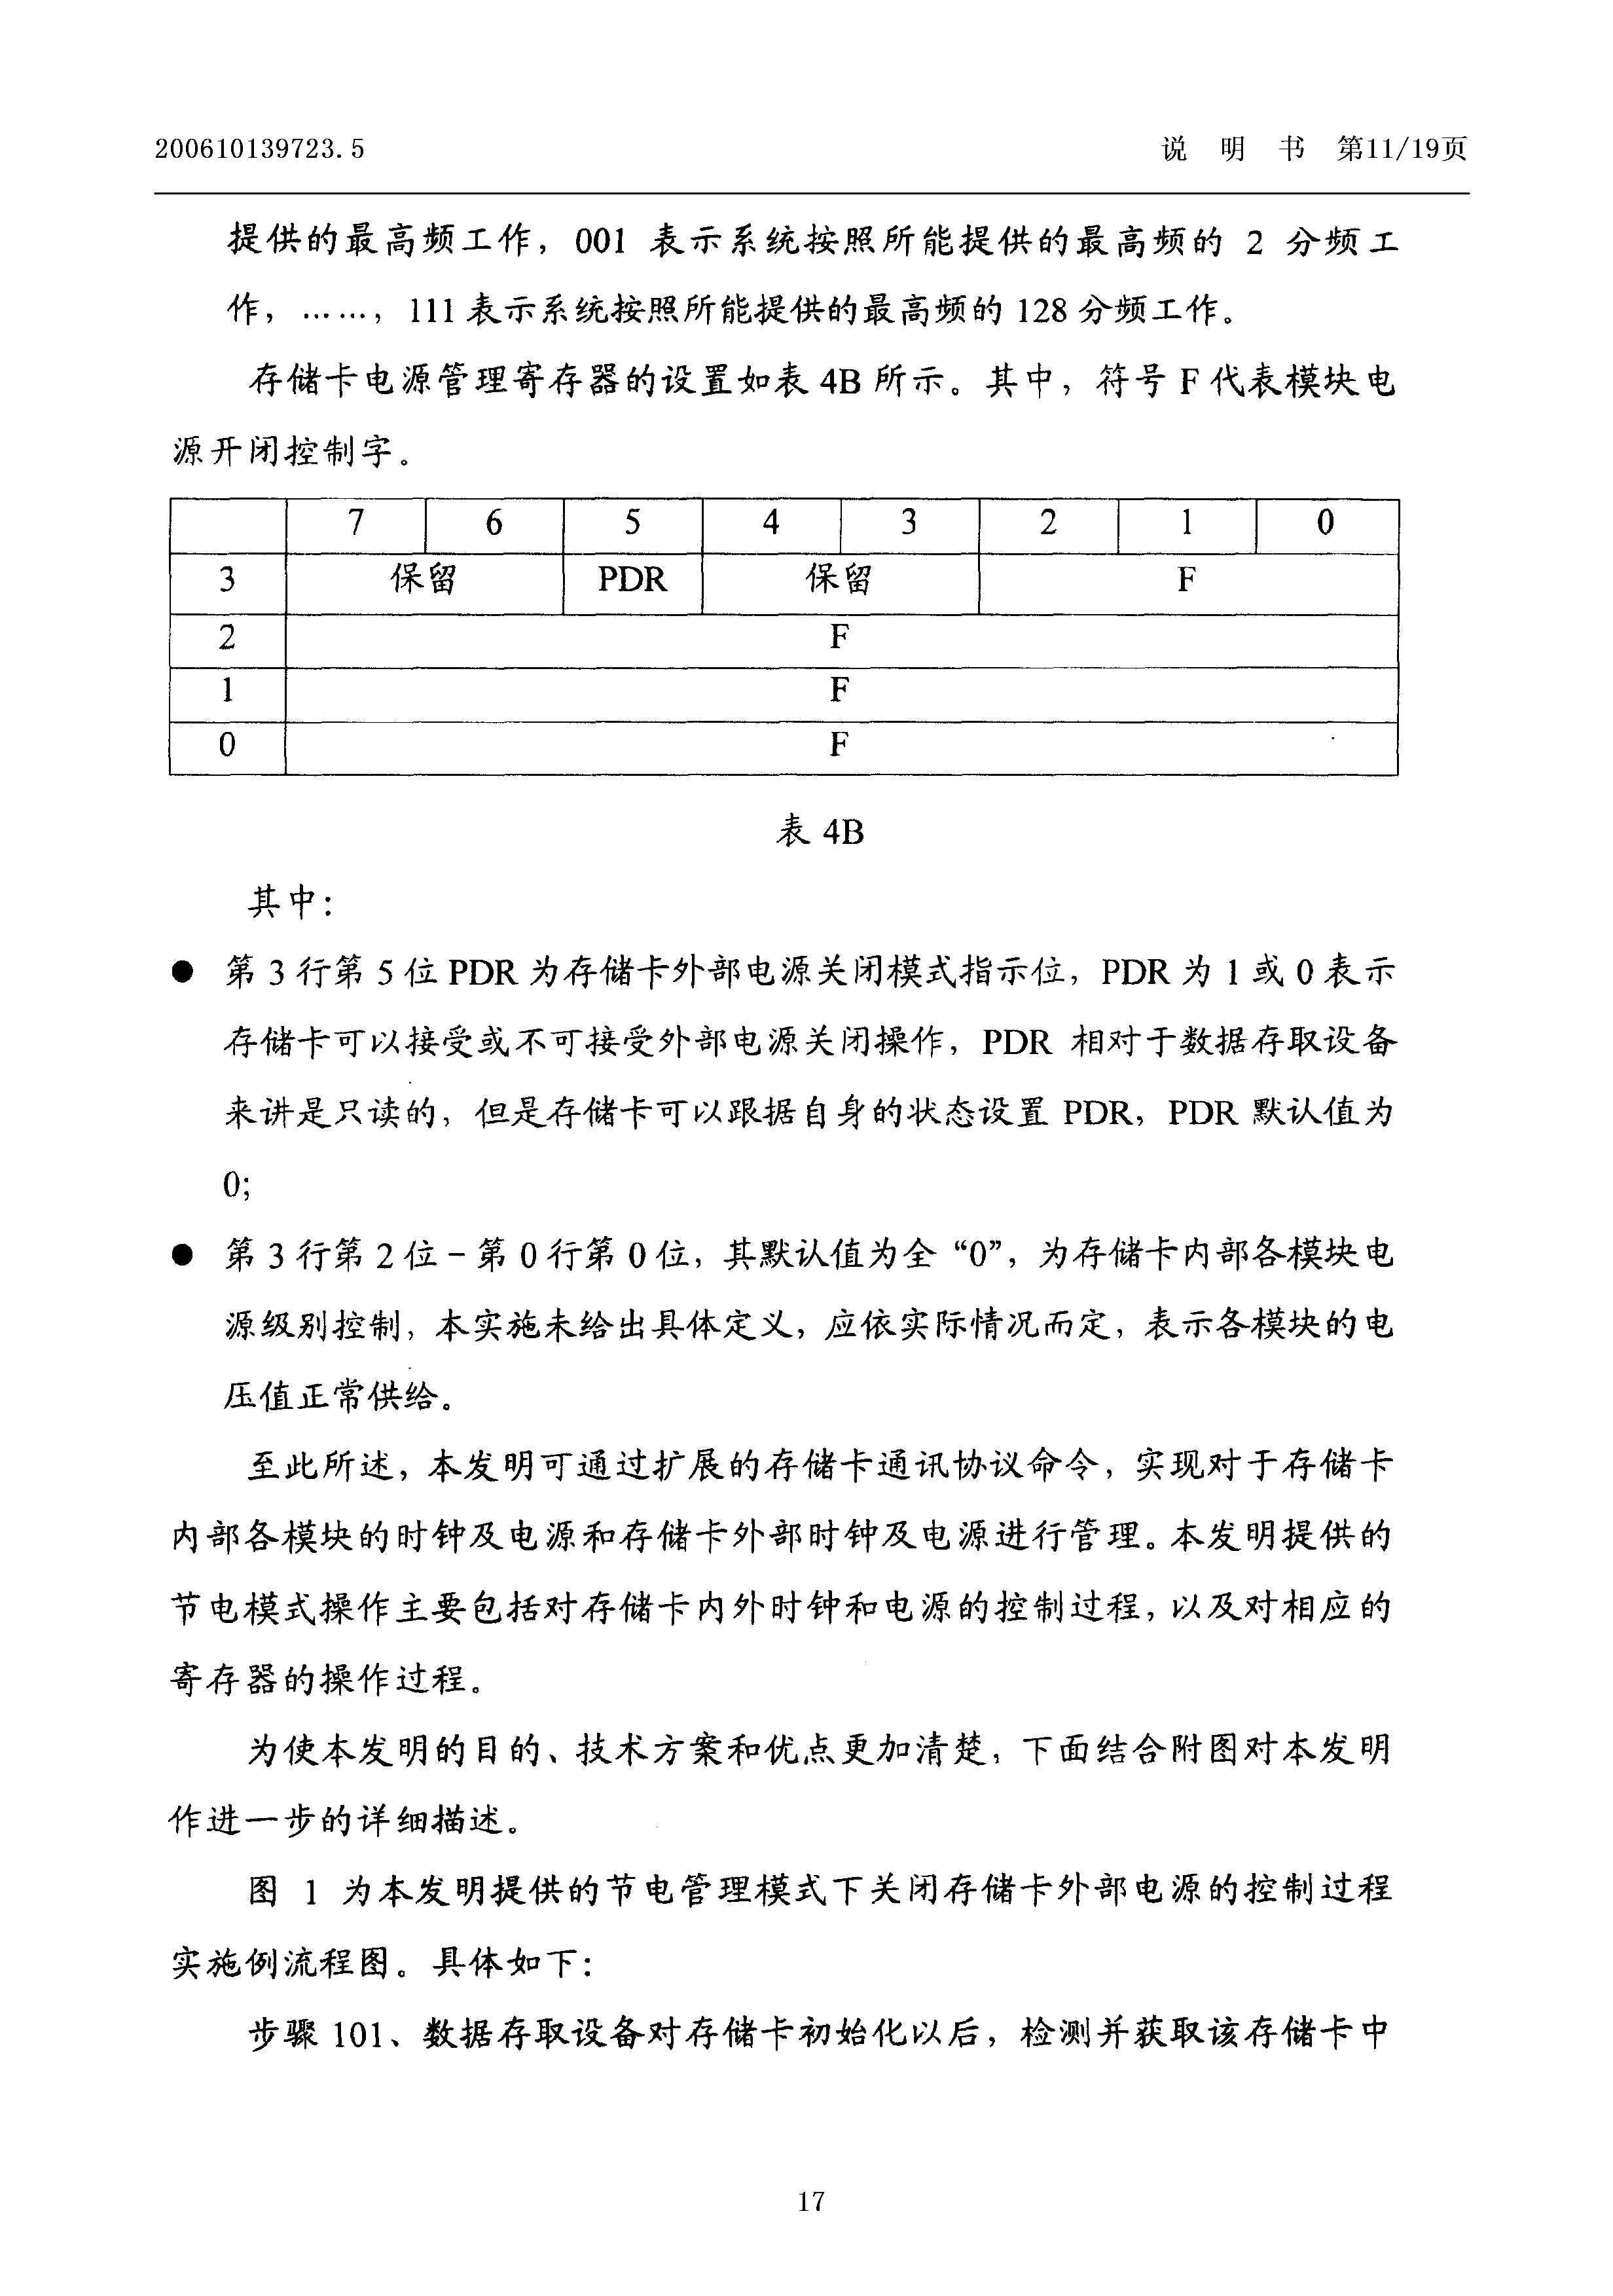 200610139723.5 说 明 书 第11/19页
提供的最高频工作，001 表示系统按照所能提供的最高频的 2 分频工
作，……，111 表示系统按照所能提供的最高频的 128 分频工作。
存储卡电源管理寄存器的设置如表 4B 所示。其中，符号 F 代表模块电
源开闭控制字。
7 6 5 4 3 2 1 0
3 保留 PDR 保留 F
2 F
1 F
0 F
表 4B
其中：
● 第 3 行第 5 位 PDR 为存储卡外部电源关闭模式指示位，PDR 为 1 或 0 表示
存储卡可以接受或不可接受外部电源关闭操作，PDR 相对于数据存取设备
来讲是只读的，但是存储卡可以跟据自身的状态设置 PDR，PDR 默认值为
0;
● 第 3 行第 2 位－第 0 行第 0 位，其默认值为全“0”，为存储卡内部各模块电
源级别控制，本实施未给出具体定义，应依实际情况而定，表示各模块的电
压值正常供给。
至此所述，本发明可通过扩展的存储卡通讯协议命令，实现对于存储卡
内部各模块的时钟及电源和存储卡外部时钟及电源进行管理。本发明提供的
节电模式操作主要包括对存储卡内外时钟和电源的控制过程，以及对相应的
寄存器的操作过程。
为使本发明的目的、技术方案和优点更加清楚，下面结合附图对本发明
作进一步的详细描述。
图 1 为本发明提供的节电管理模式下关闭存储卡外部电源的控制过程
实施例流程图。具体如下：
步骤 101、数据存取设备对存储卡初始化以后，检测并获取该存储卡中
17